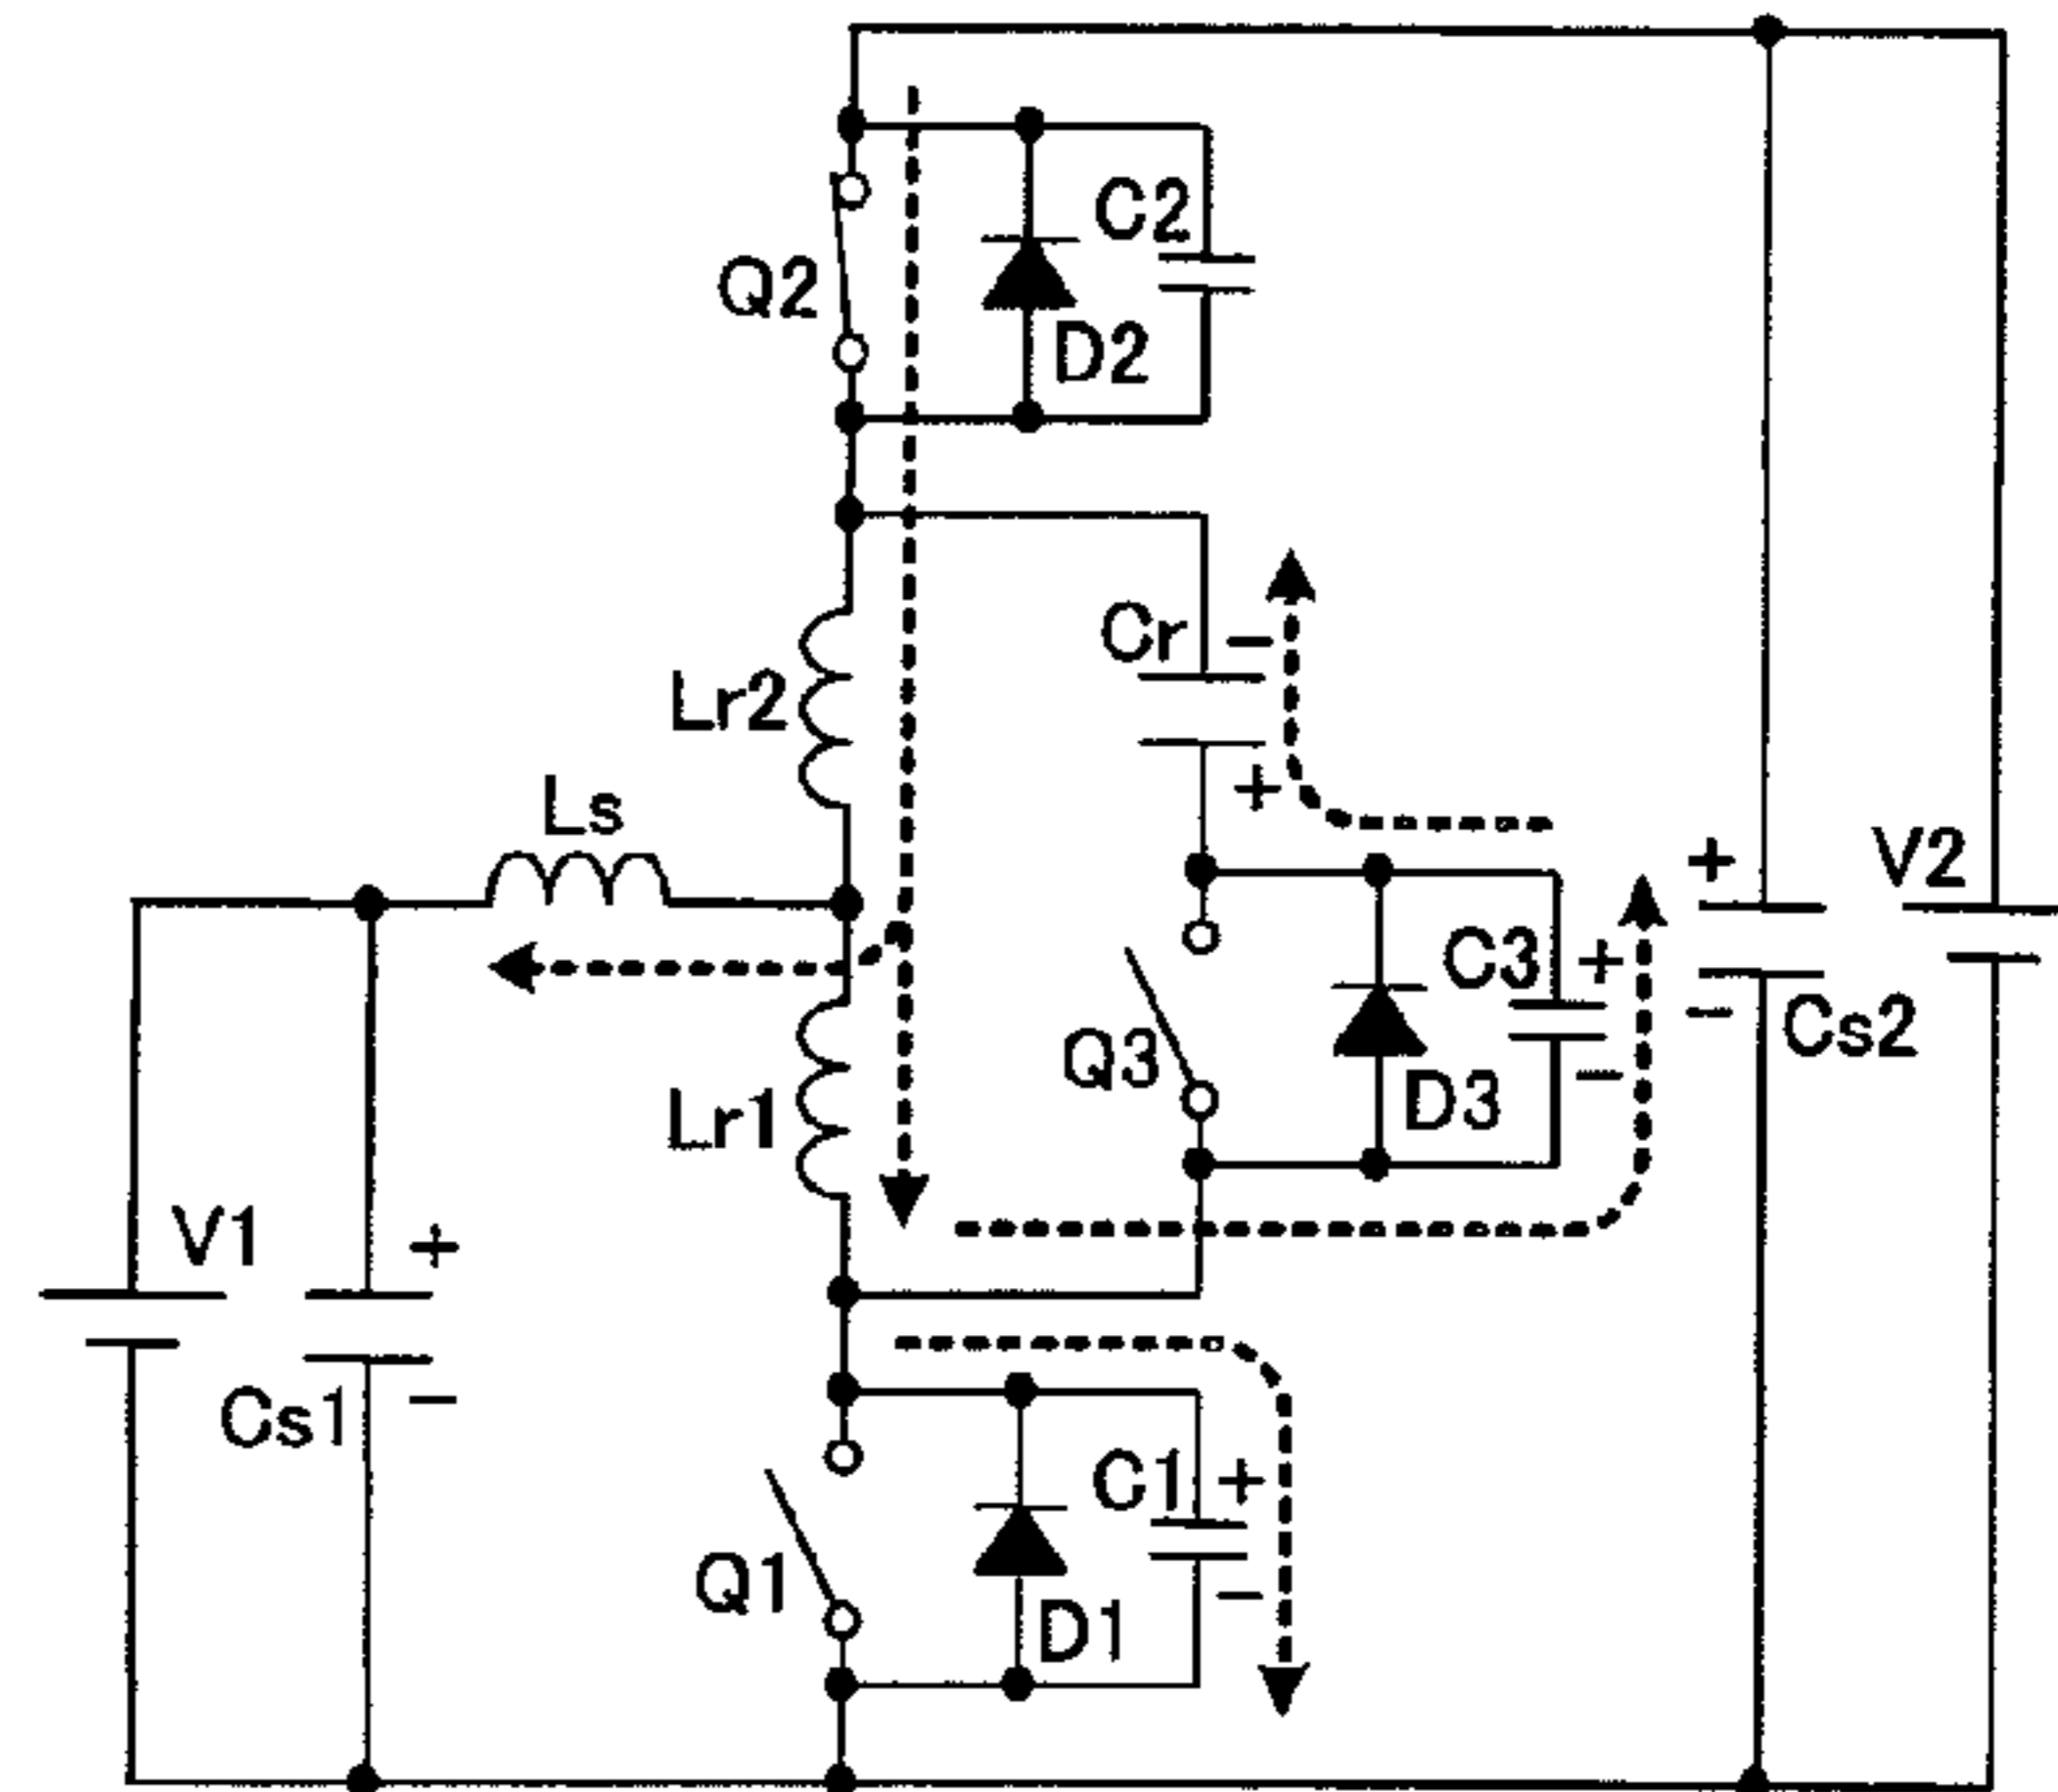 C2
Q2
D2
Cr -
Lr2
+
Ls
+ V2
C3 +
- Cs2
Q3
D3 -
Lr1
V1 +
Cs1 -
C1 +
Q1 -
D1